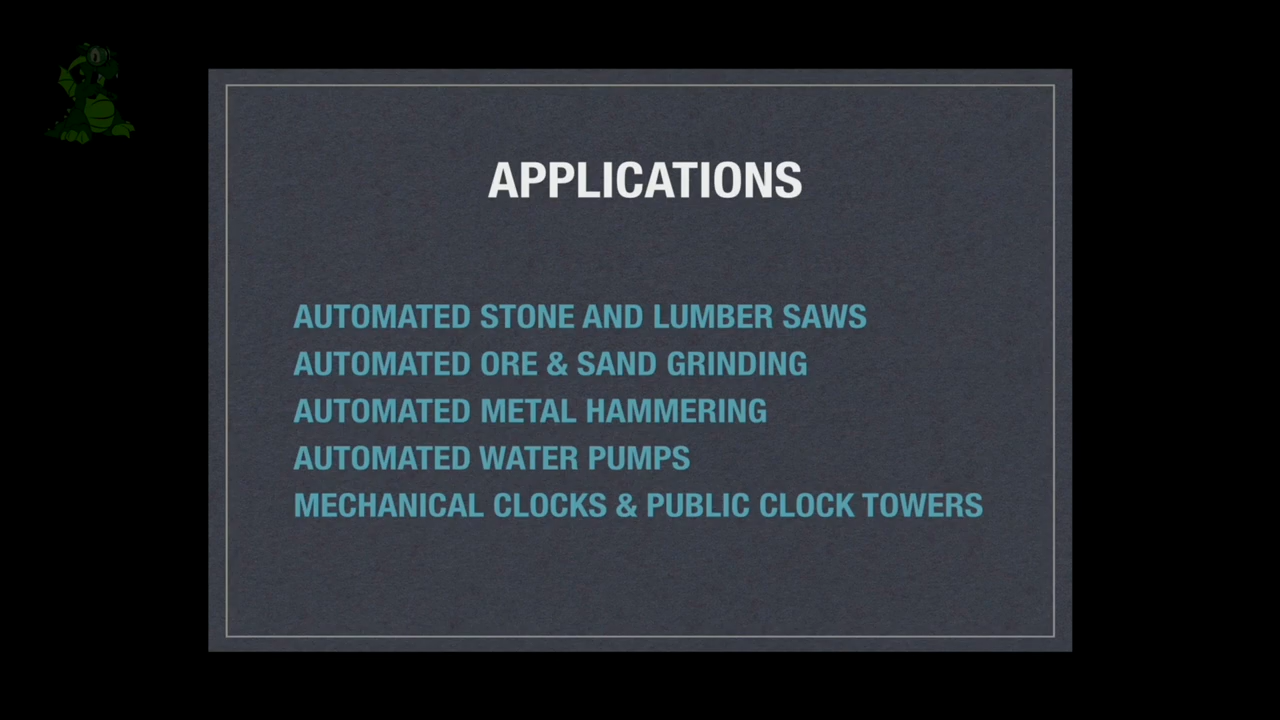 APPLICATIONS
AUTOMATED STONE AND LUMBER SAWS
AUTOMATED ORE & SAND GRINDING
AUTOMATED METAL HAMMERING
AUTOMATED WATER PUMPS
MECHANICAL CLOCKS & PUBLIC CLOCK TOWERS